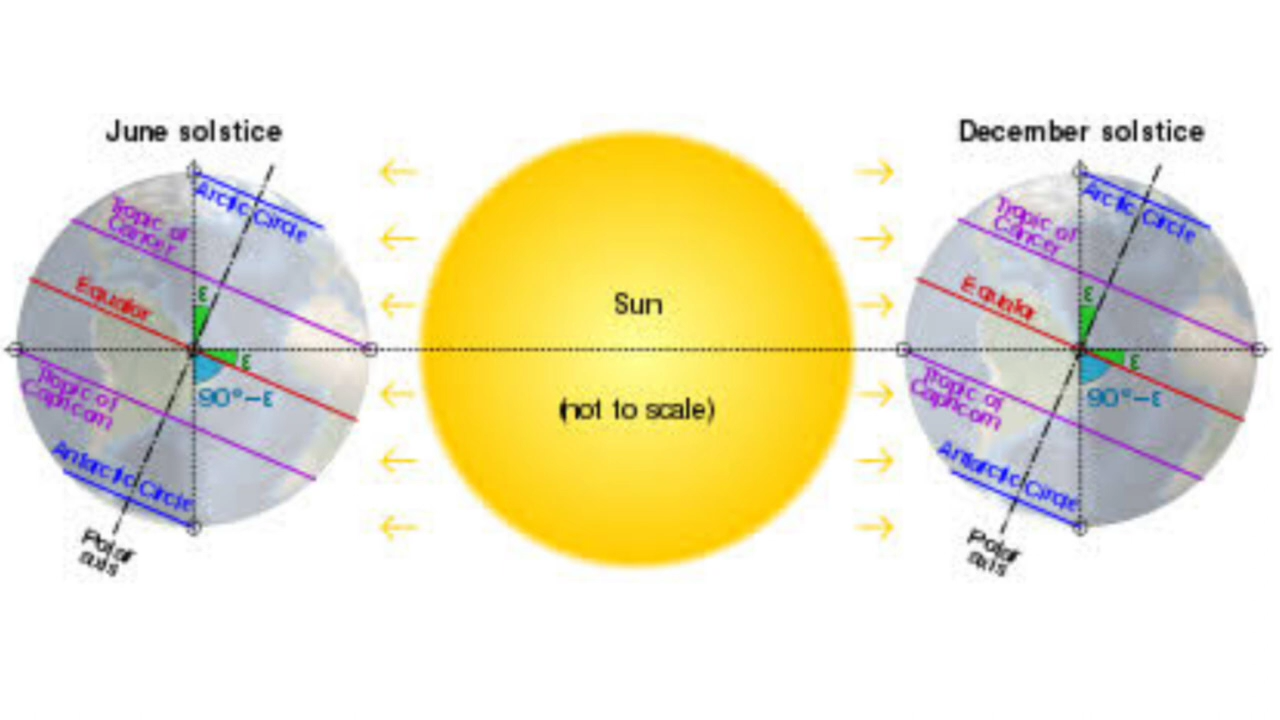 June solstice
Arctic Circle
Tropic of
Cancer
Equator
ε
ε
90°−ε
Tropic of
Capricorn
Antarctic Circle
Polar
axis
Sun
(not to scale)
December solstice
Arctic Circle
Tropic of
Cancer
Equator
ε
ε
90°−ε
Tropic of
Capricorn
Antarctic Circle
Polar
axis